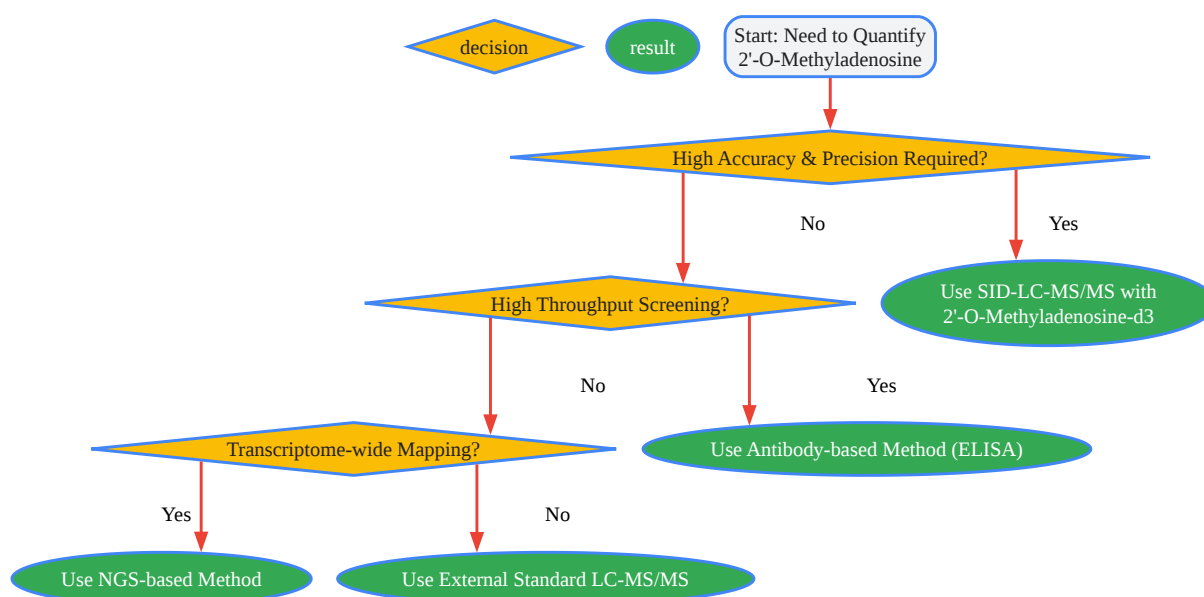 decision
result
Start: Need to Quantify
2'-O-Methyladenosine
High Accuracy & Precision Required?
No
Yes
Use SID-LC-MS/MS with
2'-O-Methyladenosine-d3
High Throughput Screening?
No
Yes
Transcriptome-wide Mapping?
Use Antibody-based Method (ELISA)
Yes
No
Use NGS-based Method
Use External Standard LC-MS/MS